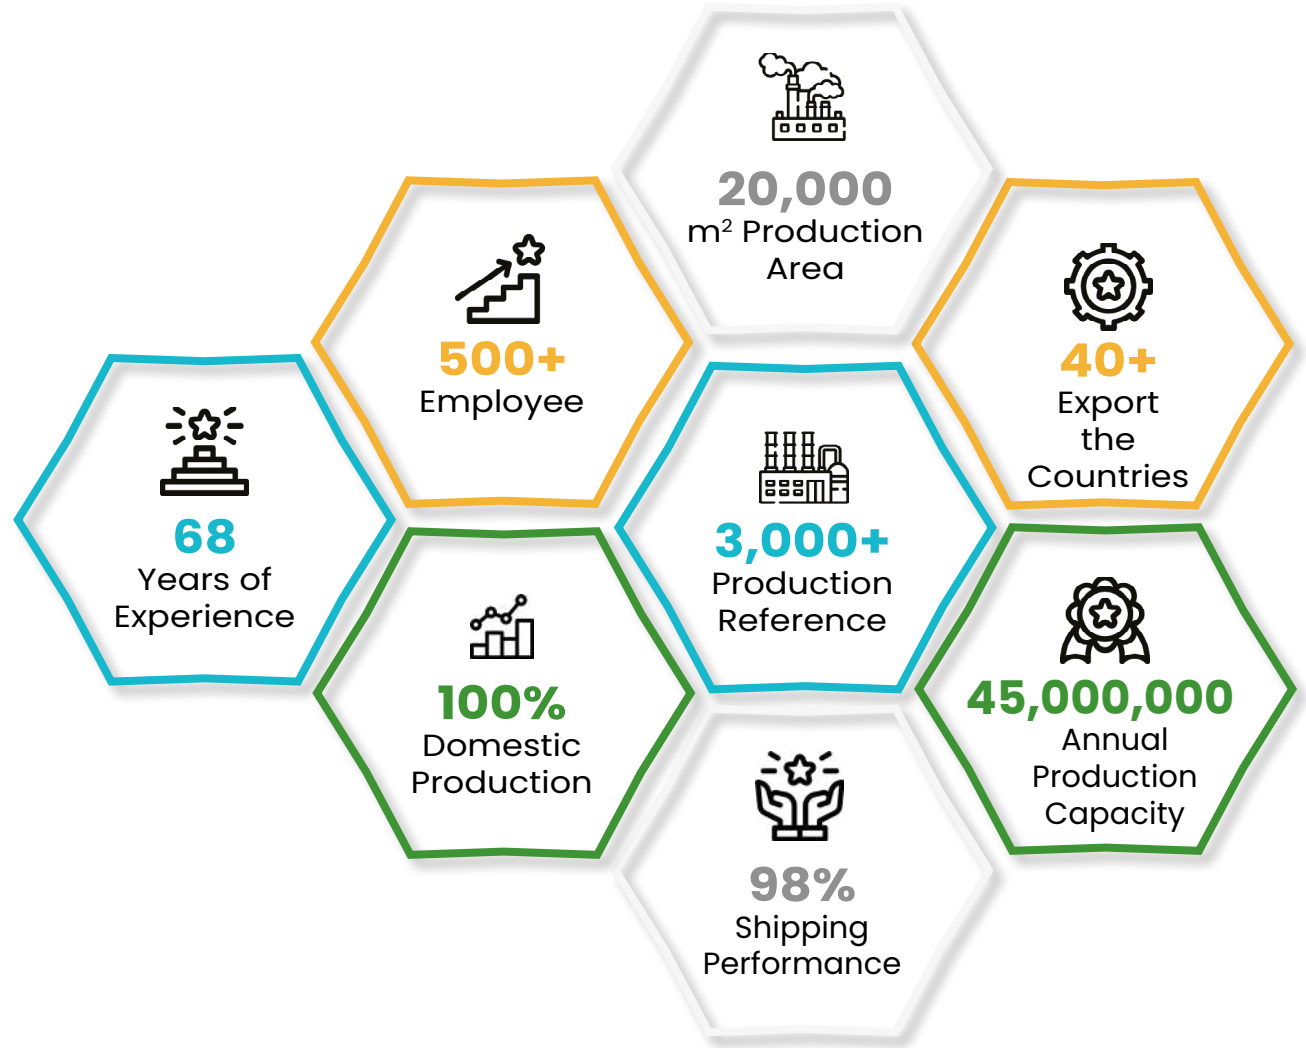 20,000
m² Production
Area
500+
Employee
40+
Export
the
Countries
68
Years of
Experience
3,000+
Production
Reference
100%
Domestic
Production
45,000,000
Annual
Production
Capacity
98%
Shipping
Performance